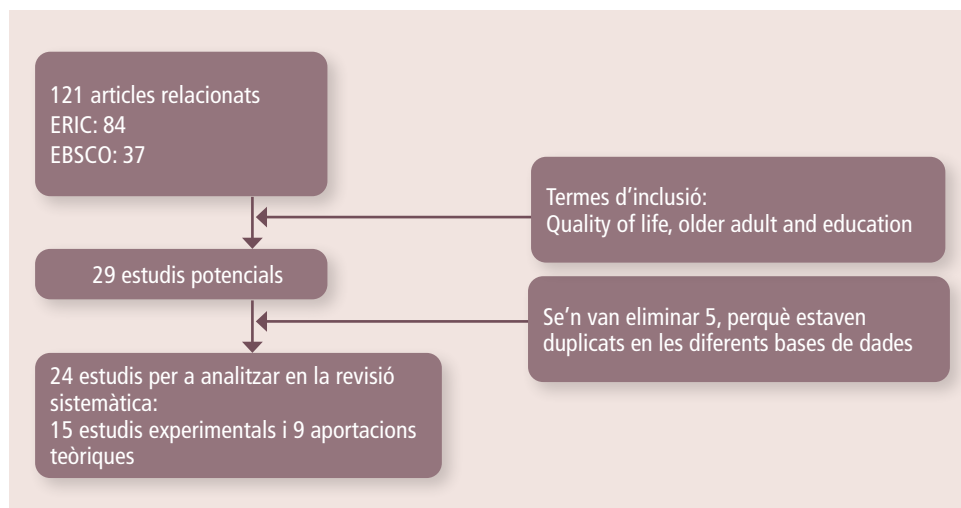 121 articles relacionats
ERIC: 84
EBSCO: 37
Termes d’inclusió:
Quality of life, older adult and education
29 estudis potencials
Se’n van eliminar 5, perquè estaven
duplicats en les diferents bases de dades
24 estudis per a analitzar en la revisió
sistemàtica:
15 estudis experimentals i 9 aportacions
teòriques